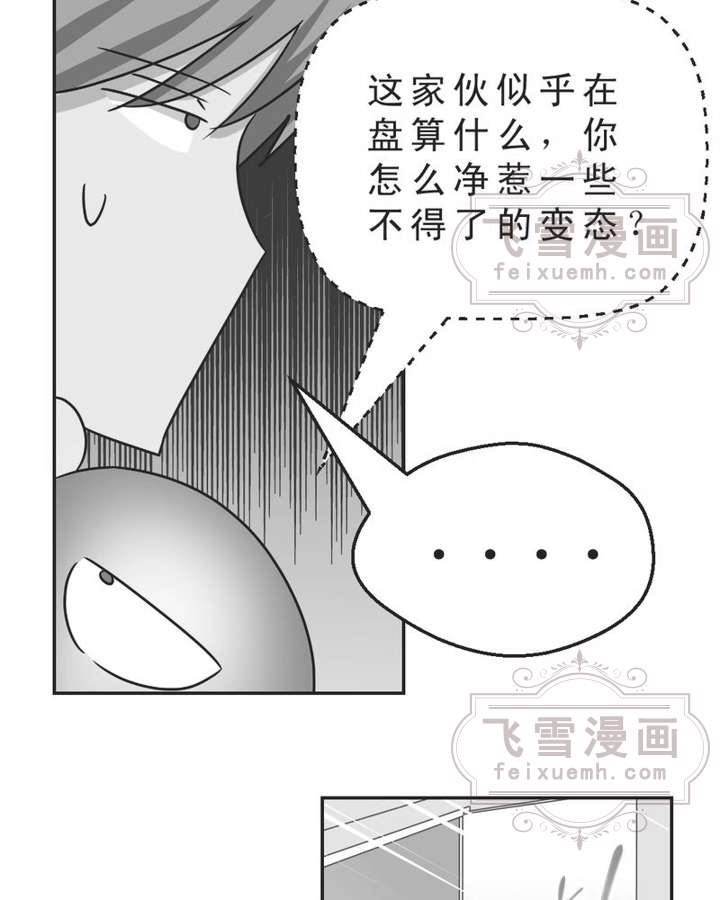 这家伙似乎在
盘算什么，你
怎么净惹一些
不得了的变态？
飞雪漫画
feixuemh.com
····
飞雪漫画
feixuemh.com